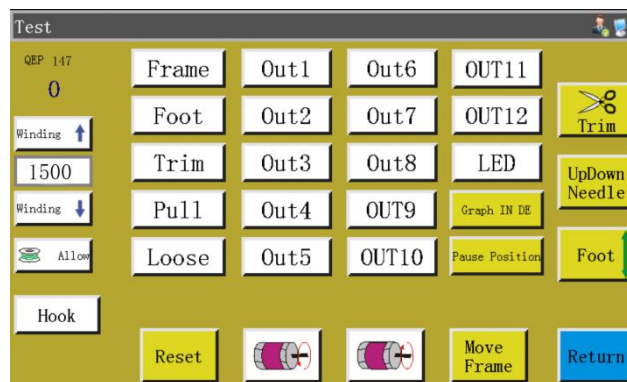 Test
QEP 147
0
Winding
1500
Winding
Allow
Hook
Frame
Foot
Trim
Pull
Loose
Out1
Out2
Out3
Out4
Out5
Out6
Out7
Out8
OUT9
OUT10
OUT11
OUT12
LED
Graph IN DE
Pause Position
Trim
UpDown
Needle
Foot
Reset
Move
Frame
Return